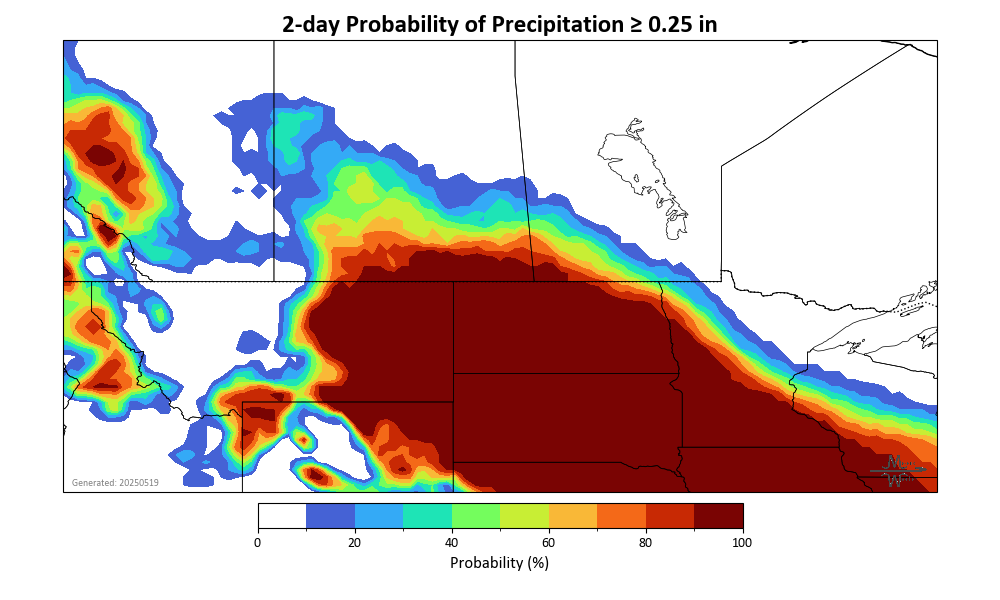 2-day Probability of Precipitation ≥ 0.25 in
Generated: 20250519
0 20 40 60 80 100
Probability (%)